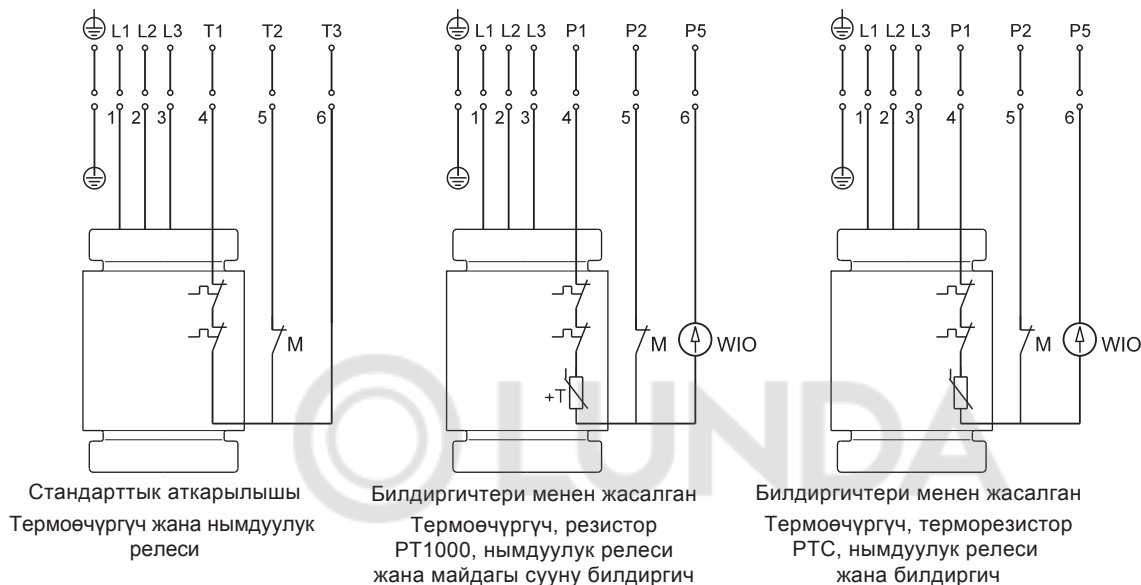 L1 L2 L3 T1 T2 T3
1 2 3 4 5 6
M
Стандарттык аткарылышы
Термоөчүргүч жана нымдуулук
релеси
L1 L2 L3 P1 P2 P5
1 2 3 4 5 6
M WIO
+T
Билдиргичтери менен жасалган
Термоөчүргүч, резистор
PT1000, нымдуулук релеси
жана майдагы сууну билдиргич
L1 L2 L3 P1 P2 P5
1 2 3 4 5 6
M WIO
Билдиргичтери менен жасалган
Термоөчүргүч, терморезистор
PTC, нымдуулук релеси
жана билдиргич
LUNDA